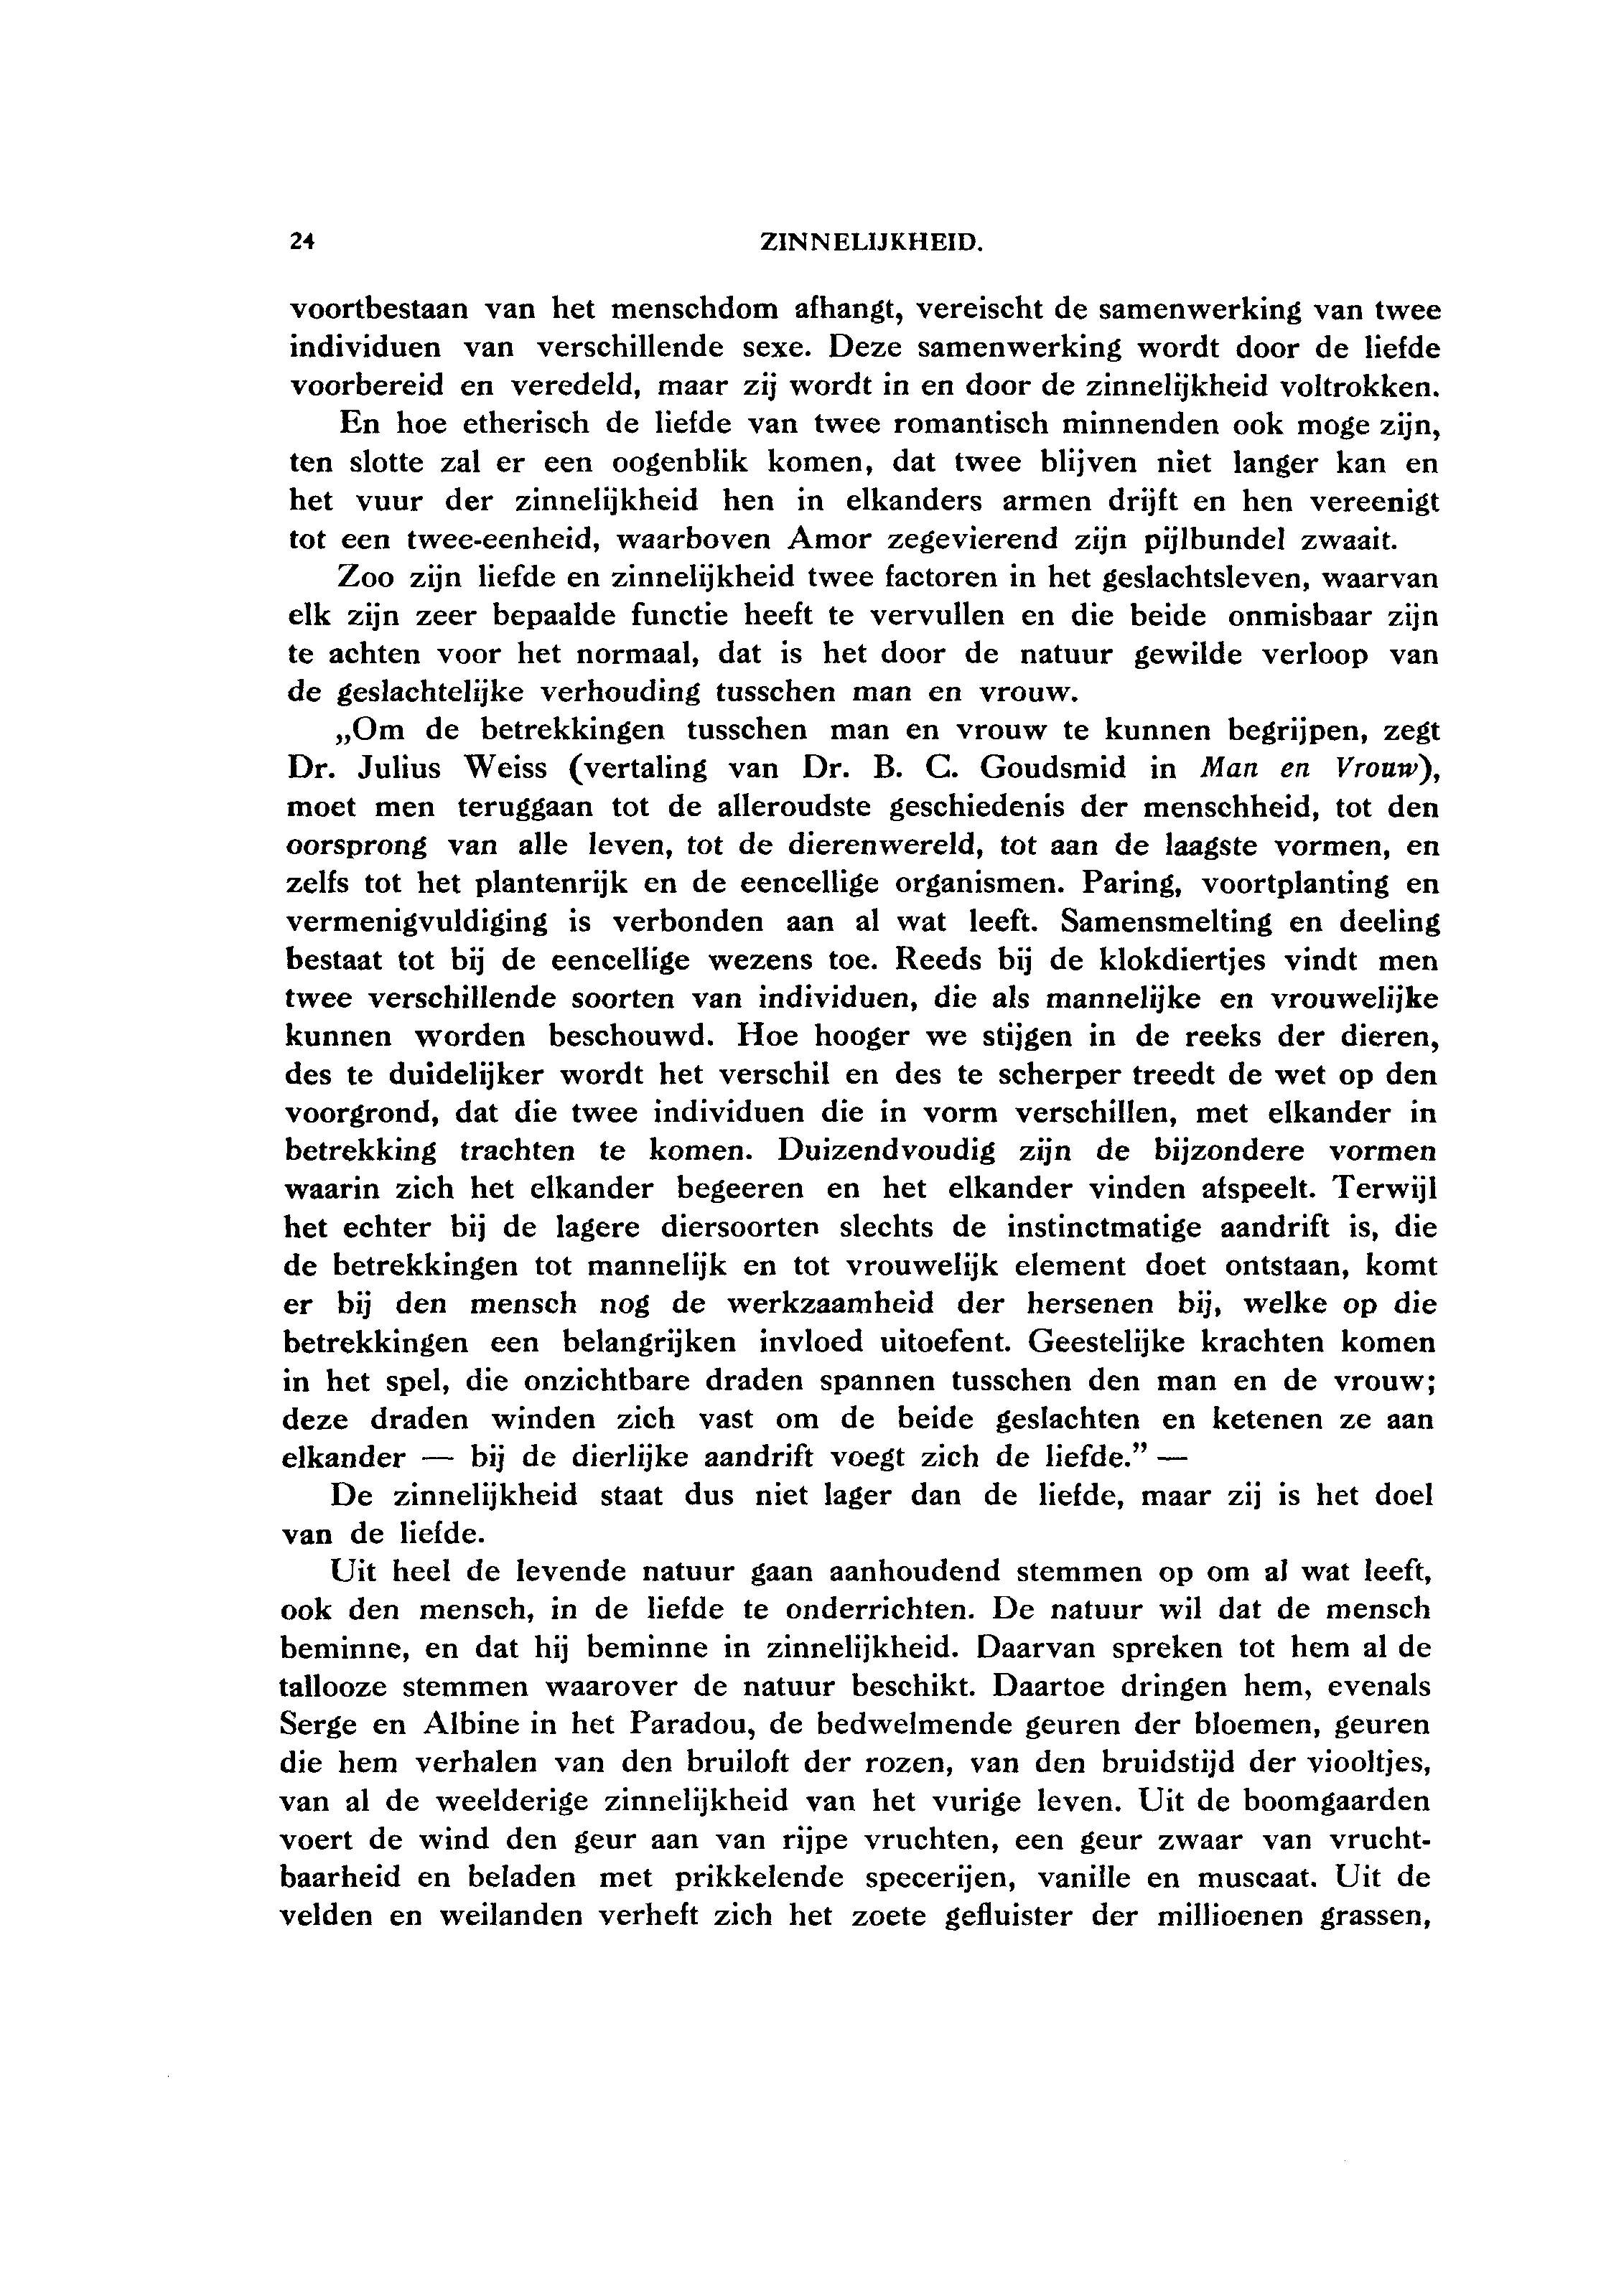 24 ZINNELIJKHEID.
voortbestaan van het menschdom afhangt, vereischt de samenwerking van twee
individuen van verschillende sexe. Deze samenwerking wordt door de liefde
voorbereid en veredeld, maar zij wordt in en door de zinnelijkheid voltrokken.
En hoe etherisch de liefde van twee romantisch minnenden ook moge zijn,
ten slotte zal er een oogenblik komen, dat twee blijven niet langer kan en
het vuur der zinnelijkheid hen in elkanders armen drijft en hen vereenigt
tot een twee-eenheid, waarboven Amor zegevierend zijn pijlbundel zwaait.
Zoo zijn liefde en zinnelijkheid twee factoren in het geslachtsleven, waarvan
elk zijn zeer bepaalde functie heeft te vervullen en die beide onmisbaar zijn
te achten voor het normaal, dat is het door de natuur gewilde verloop van
de geslachtelijke verhouding tusschen man en vrouw.
„Om de betrekkingen tusschen man en vrouw te kunnen begrijpen, zegt
Dr. Julius Weiss (vertaling van Dr. B. C. Goudsmid in Man en Vrouw),
moet men teruggaan tot de alleroudste geschiedenis der menschheid, tot den
oorsprong van alle leven, tot de dierenwereld, tot aan de laagste vormen, en
zelfs tot het plantenrijk en de eencellige organismen. Paring, voortplanting en
vermenigvuldiging is verbonden aan al wat leeft. Samensmelting en deeling
bestaat tot bij de eencellige wezens toe. Reeds bij de klokdiertjes vindt men
twee verschillende soorten van individuen, die als mannelijke en vrouwelijke
kunnen worden beschouwd. Hoe hooger we stijgen in de reeks der dieren,
des te duidelijker wordt het verschil en des te scherper treedt de wet op den
voorgrond, dat die twee individuen die in vorm verschillen, met elkander in
betrekking trachten te komen. Duizendvoudig zijn de bijzondere vormen
waarin zich het elkander begeeren en het elkander vinden afspeelt. Terwijl
het echter bij de lagere diersoorten slechts de instinctmatige aandrift is, die
de betrekkingen tot mannelijk en tot vrouwelijk element doet ontstaan, komt
er bij den mensch nog de werkzaamheid der hersenen bij, welke op die
betrekkingen een belangrijken invloed uitoefent. Geestelijke krachten komen
in het spel, die onzichtbare draden spannen tusschen den man en de vrouw;
deze draden winden zich vast om de beide geslachten en ketenen ze aan
elkander — bij de dierlijke aandrift voegt zich de liefde.” —
De zinnelijkheid staat dus niet lager dan de liefde, maar zij is het doel
van de liefde.
Uit heel de levende natuur gaan aanhoudend stemmen op om al wat leeft,
ook den mensch, in de liefde te onderrichten. De natuur wil dat de mensch
beminne, en dat hij beminne in zinnelijkheid. Daarvan spreken tot hem al de
tallooze stemmen waarover de natuur beschikt. Daartoe dringen hem, evenals
Serge en Albine in het Paradou, de bedwelmende geuren der bloemen, geuren
die hem verhalen van den bruiloft der rozen, van den bruidstijd der viooltjes,
van al de weelderige zinnelijkheid van het vurige leven. Uit de boomgaarden
voert de wind den geur aan van rijpe vruchten, een geur zwaar van vrucht-
baarheid en beladen met prikkelende specerijen, vanille en muscaat. Uit de
velden en weilanden verheft zich het zoete gefluister der millioenen grassen,